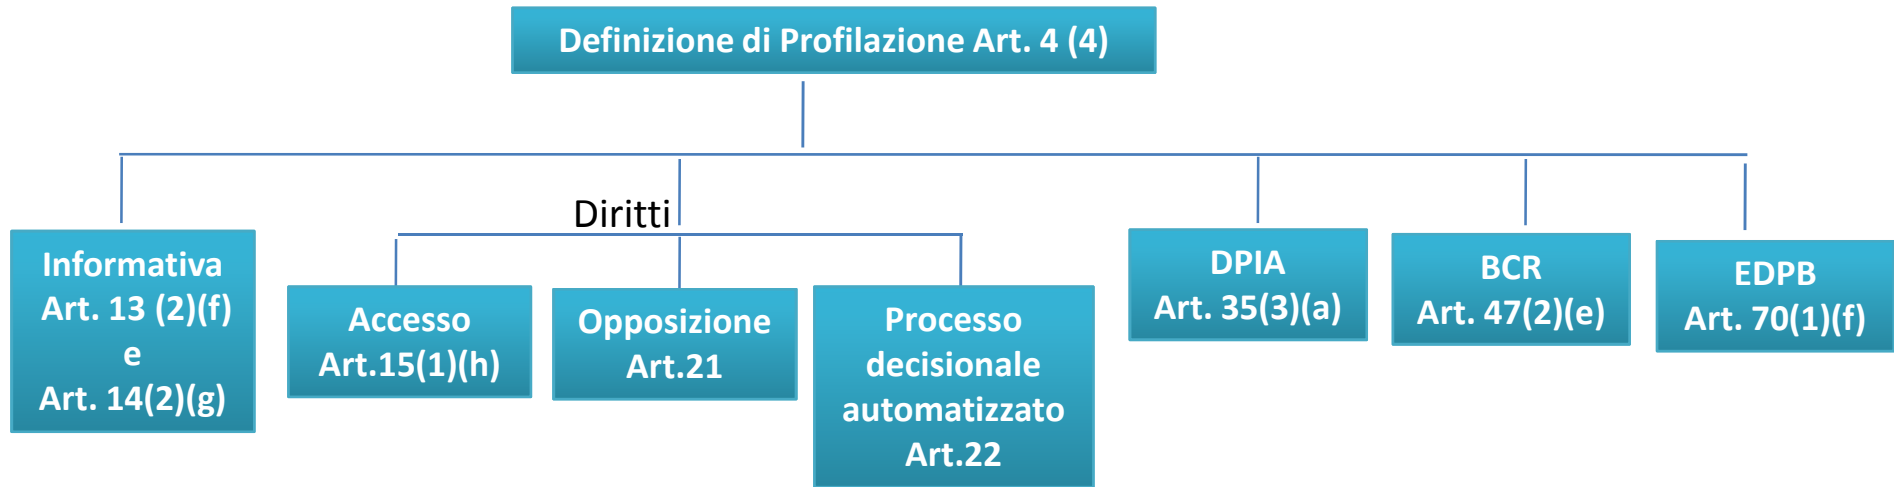 Definizione di Profilazione Art. 4 (4)
Diritti
Informativa
Art. 13 (2)(f)
e
Art. 14(2)(g)
Accesso
Art.15(1)(h)
Opposizione
Art.21
Processo
decisionale
automatizzato
Art.22
DPIA
Art. 35(3)(a)
BCR
Art. 47(2)(e)
EDPB
Art. 70(1)(f)